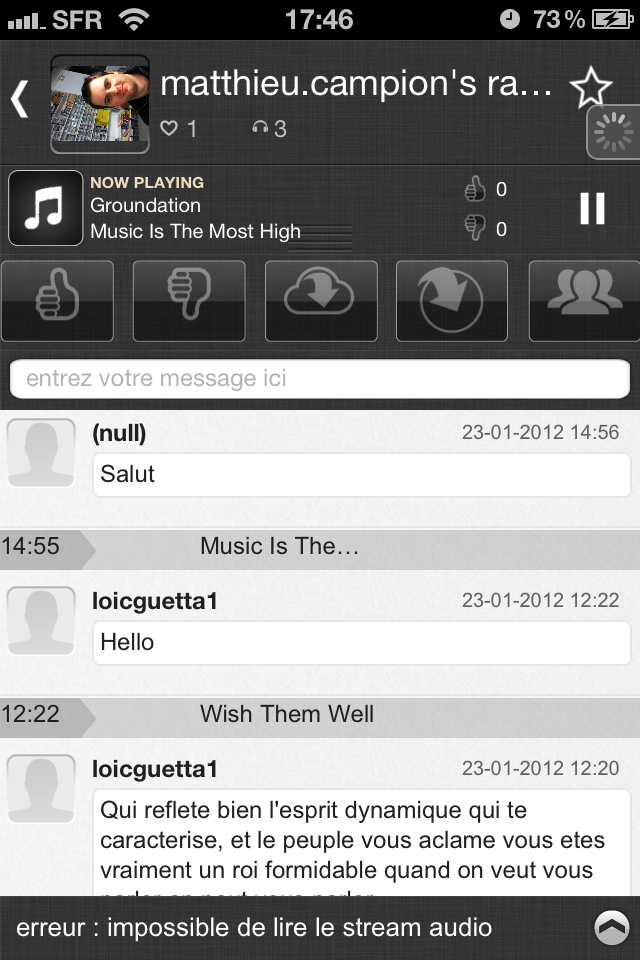 SFR 17:46 73 %
matthieu.campion's ra...
1 3
NOW PLAYING
Groundation
Music Is The Most High
0
0
entrez votre message ici
(null) 23-01-2012 14:56
Salut
14:55 Music Is The...
loicguetta1 23-01-2012 12:22
Hello
12:22 Wish Them Well
loicguetta1 23-01-2012 12:20
Qui reflete bien l'esprit dynamique qui te
caracterise, et le peuple vous aclame vous etes
vraiment un roi formidable quand on veut vous
erreur : impossible de lire le stream audio